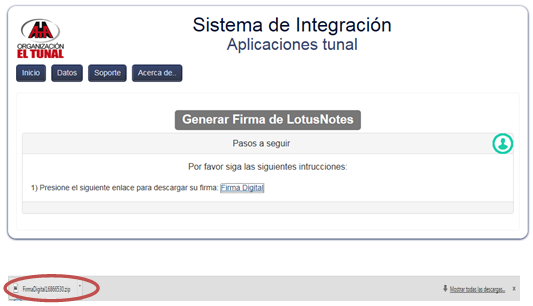 Sistema de Integración
Aplicaciones tunal
ORGANIZACIÓN
EL TUNAL
Inicio
Datos
Soporte
Acerca de..
Generar Firma de LotusNotes
Pasos a seguir
Por favor siga las siguientes intrucciones:
1) Presione el siguiente enlace para descargar su firma: Firma Digital
FirmaDigital16866530.zip
Mostrar todas las descargas...
x